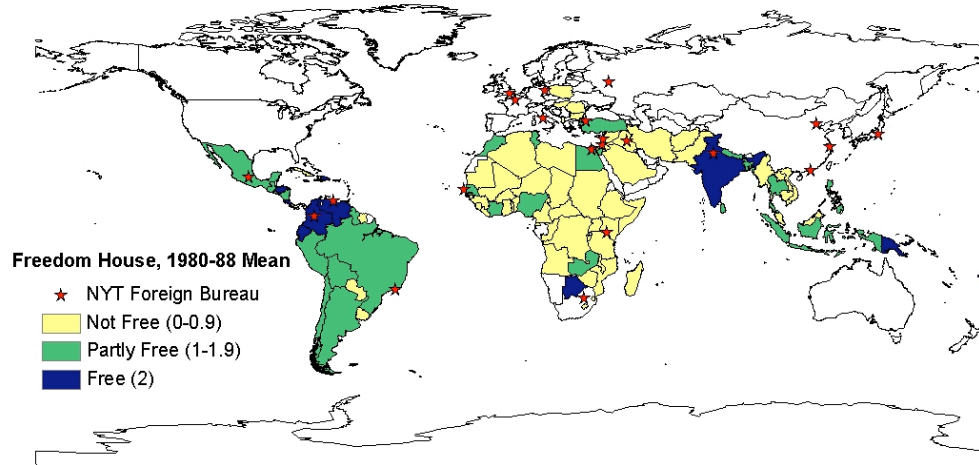 Freedom House, 1980-88 Mean
NYT Foreign Bureau
Not Free (0-0.9)
Partly Free (1-1.9)
Free (2)